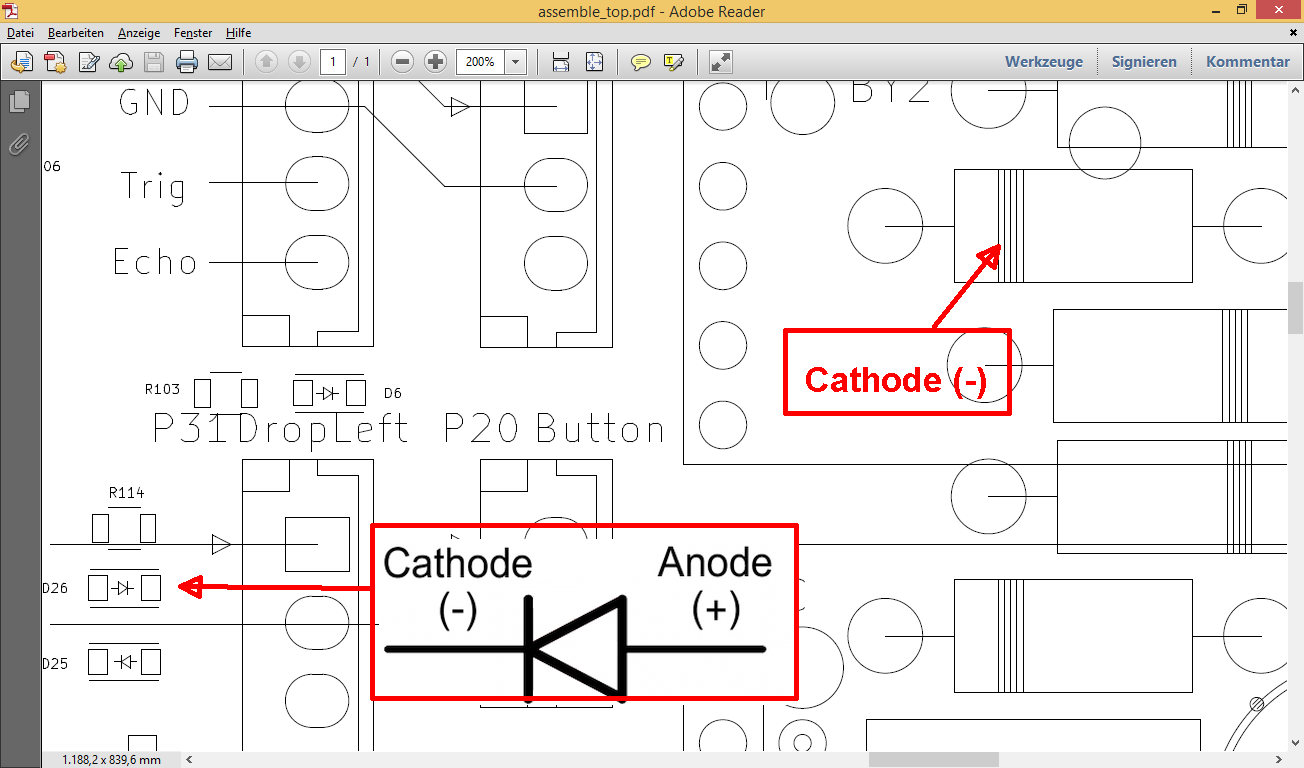 assemble_top.pdf - Adobe Reader
Datei Bearbeiten Anzeige Fenster Hilfe
1 / 1 200% Werkzeuge Signieren Kommentar
GND
BY2
06
Trig
Echo
Cathode (-)
R103
D6
P31DropLeft P20 Button
R114
Cathode Anode
(-) (+)
D26
D25
1.188,2 x 839,6 mm